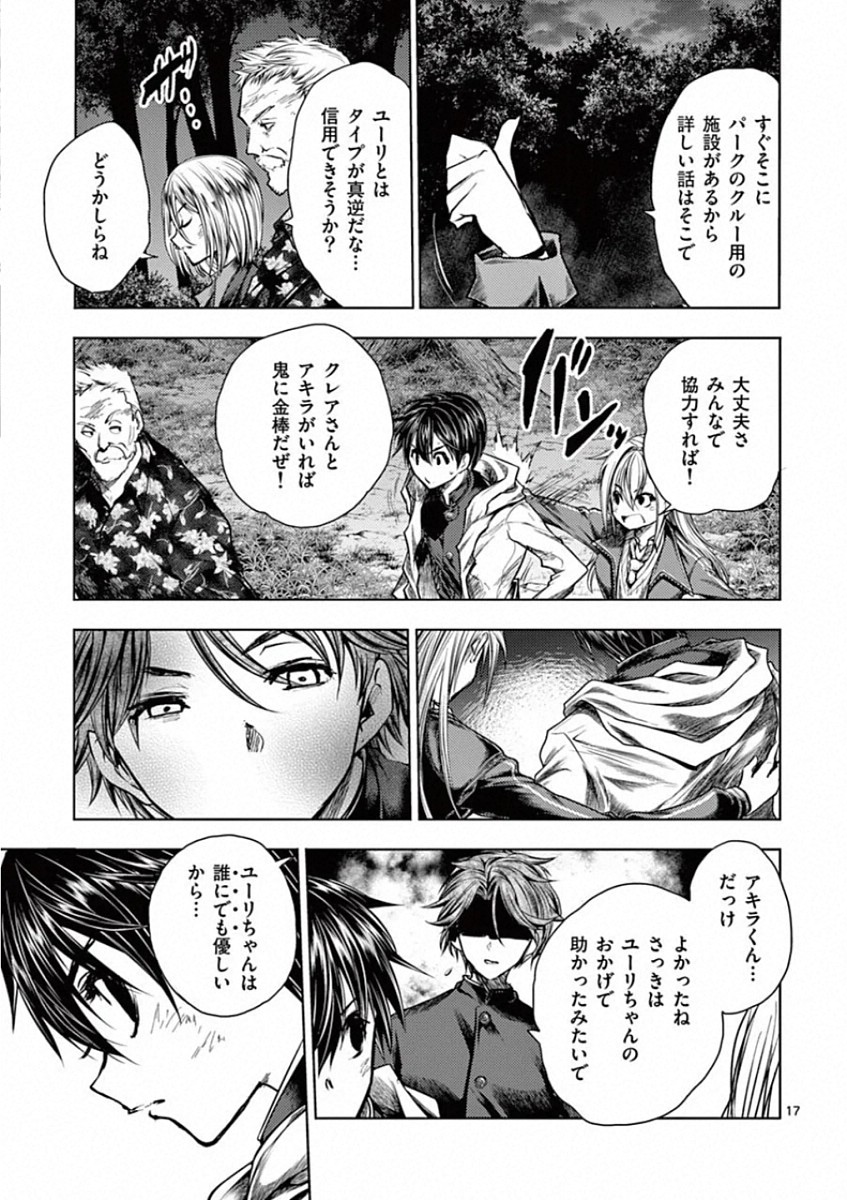 すぐそこに
パークのクルー用の
施設があるから
詳しい話はそこで
ザッ
ユーリとは
タイプが真逆だな…
信用できそうか？
どうかしらね
大丈夫さ
みんなで
協力すれば！
バンッ
クレアさんと
アキラがいれば
鬼に金棒だぜ！
アキラくん…
だっけ
よかったね
さっきは
ユーリちゃんの
おかげで
助かったみたいで
ユーリちゃんは
誰にでも優しい
から…
17